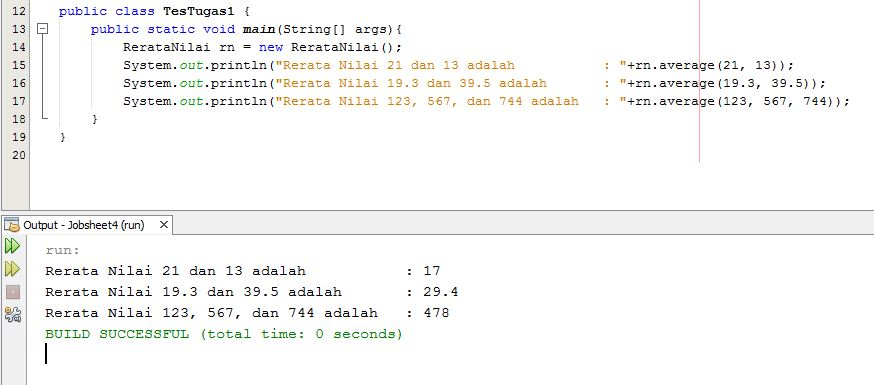 12 public class TesTugas1 {
13 public static void main(String[] args){
14 RerataNilai rn = new RerataNilai();
15 System.out.println("Rerata Nilai 21 dan 13 adalah : "+rn.average(21, 13));
16 System.out.println("Rerata Nilai 19.3 dan 39.5 adalah : "+rn.average(19.3, 39.5));
17 System.out.println("Rerata Nilai 123, 567, dan 744 adalah : "+rn.average(123, 567, 744));
18 }
19 }
20
Output - Jobsheet4 (run)
run:
Rerata Nilai 21 dan 13 adalah : 17
Rerata Nilai 19.3 dan 39.5 adalah : 29.4
Rerata Nilai 123, 567, dan 744 adalah : 478
BUILD SUCCESSFUL (total time: 0 seconds)